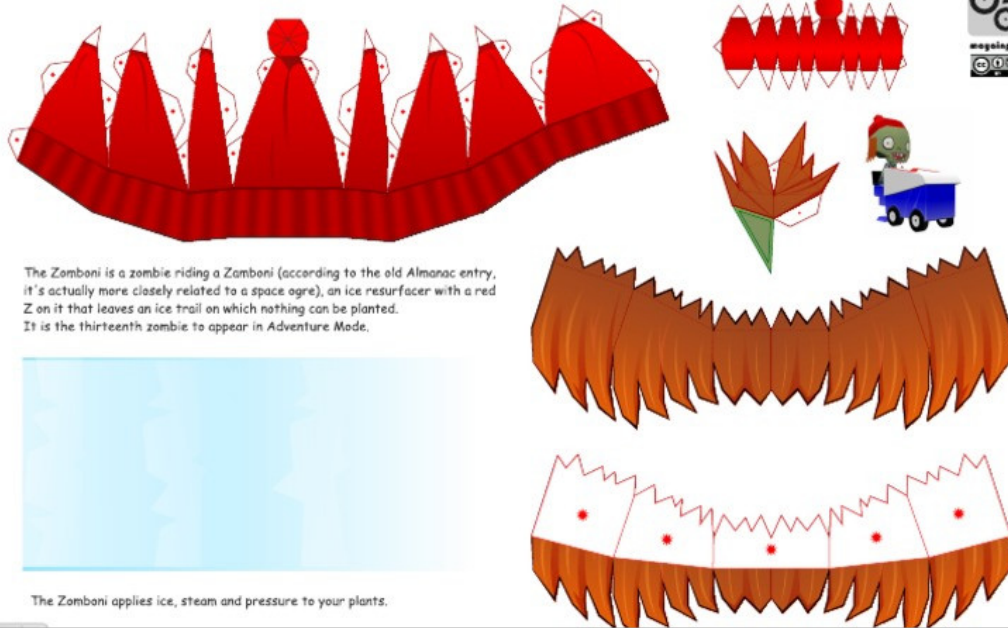 The Zomboni is a zombie riding a Zamboni (according to the old Almanac entry,
it's actually more closely related to a space ogre), an ice resurfacer with a red
Z on it that leaves an ice trail on which nothing can be planted.
It is the thirteenth zombie to appear in Adventure Mode.
The Zomboni applies ice, steam and pressure to your plants.